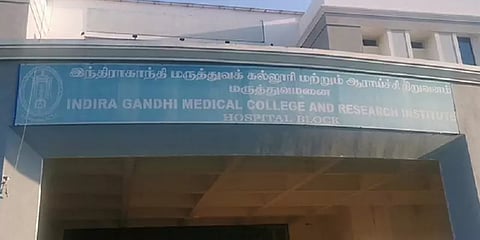 இந்திராகாந்தி மருத்துவக் கல்லூரி மற்றும் ஆராய்ச்சி நிறுவனம்
மருத்துவமனை
INDIRA GANDHI MEDICAL COLLEGE AND RESEARCH INSTITUTE
HOSPITAL BLOCK